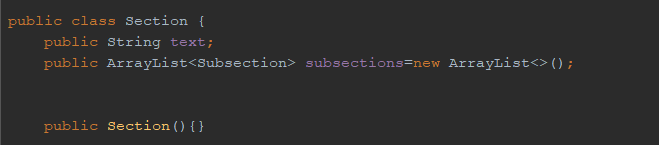 public class Section {
public String text;
public ArrayList<Subsection> subsections=new ArrayList<>();
public Section(){}